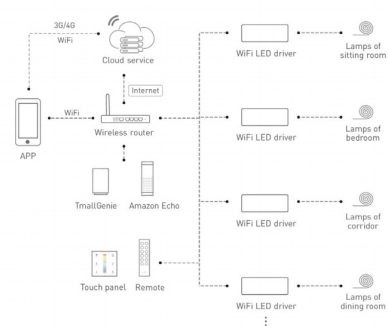 3G/4G
WiFi
Cloud service
Internet
WiFi
Wireless router
APP
TmallGenie
Amazon Echo
Touch panel
Remote
WiFi LED driver
Lamps of
sitting room
WiFi LED driver
Lamps of
bedroom
WiFi LED driver
Lamps of
corridor
WiFi LED driver
Lamps of
dining room